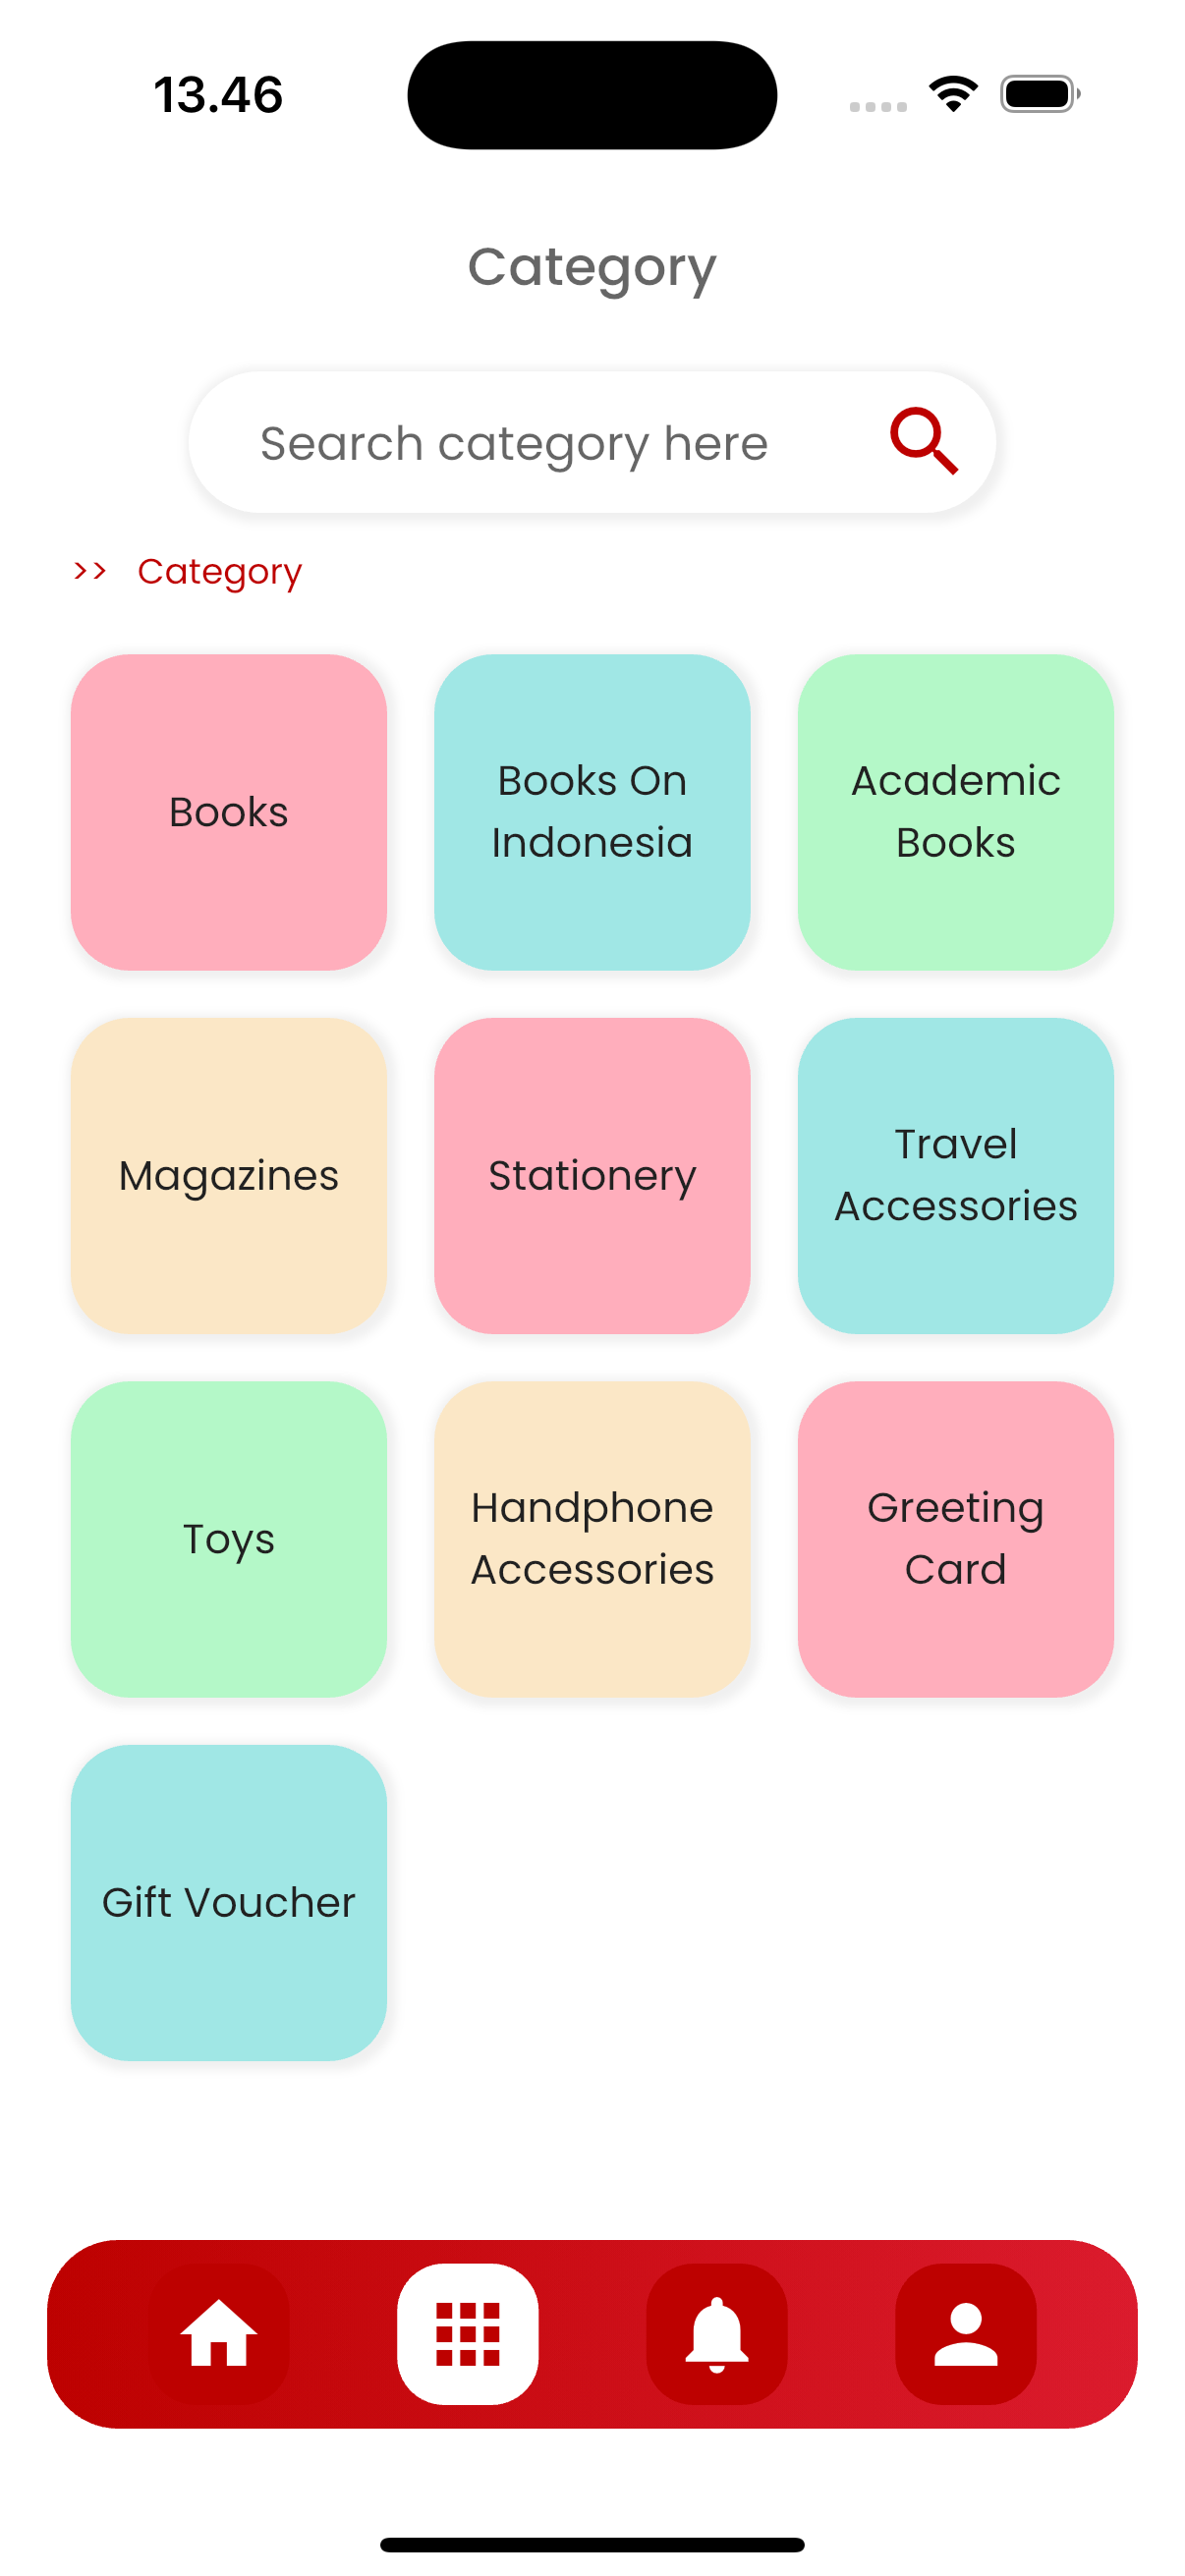 13.46
Category
Search category here
>> Category
Books
Books On
Indonesia
Academic
Books
Magazines
Stationery
Travel
Accessories
Toys
Handphone
Accessories
Greeting
Card
Gift Voucher